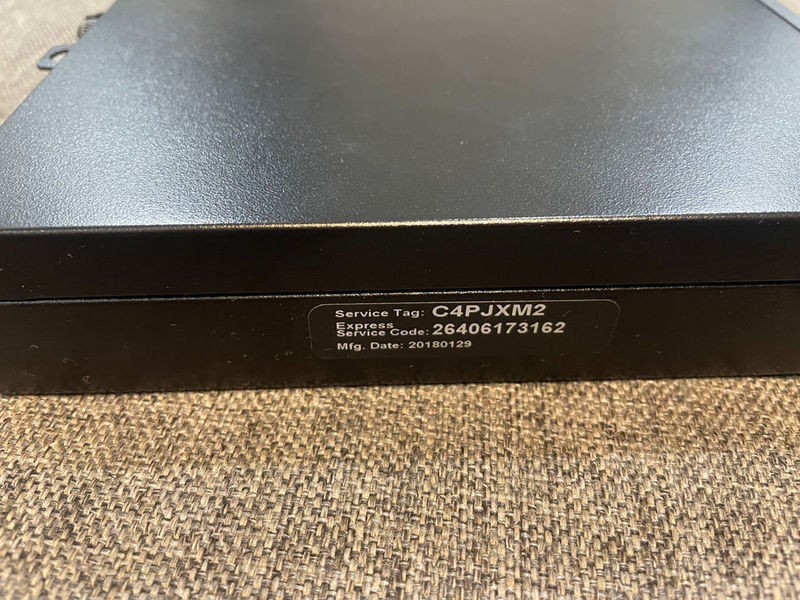 Service Tag: C4PJXM2
Express
Service Code: 26406173162
Mfg. Date: 20180129